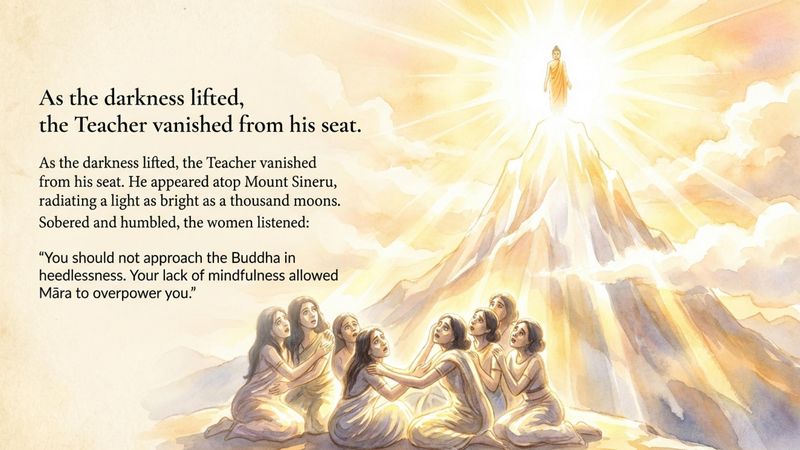 As the darkness lifted,
the Teacher vanished from his seat.
As the darkness lifted, the Teacher vanished
from his seat. He appeared atop Mount Sineru,
radiating a light as bright as a thousand moons.
Sobered and humbled, the women listened:
“You should not approach the Buddha in
heedlessness. Your lack of mindfulness allowed
Māra to overpower you.”